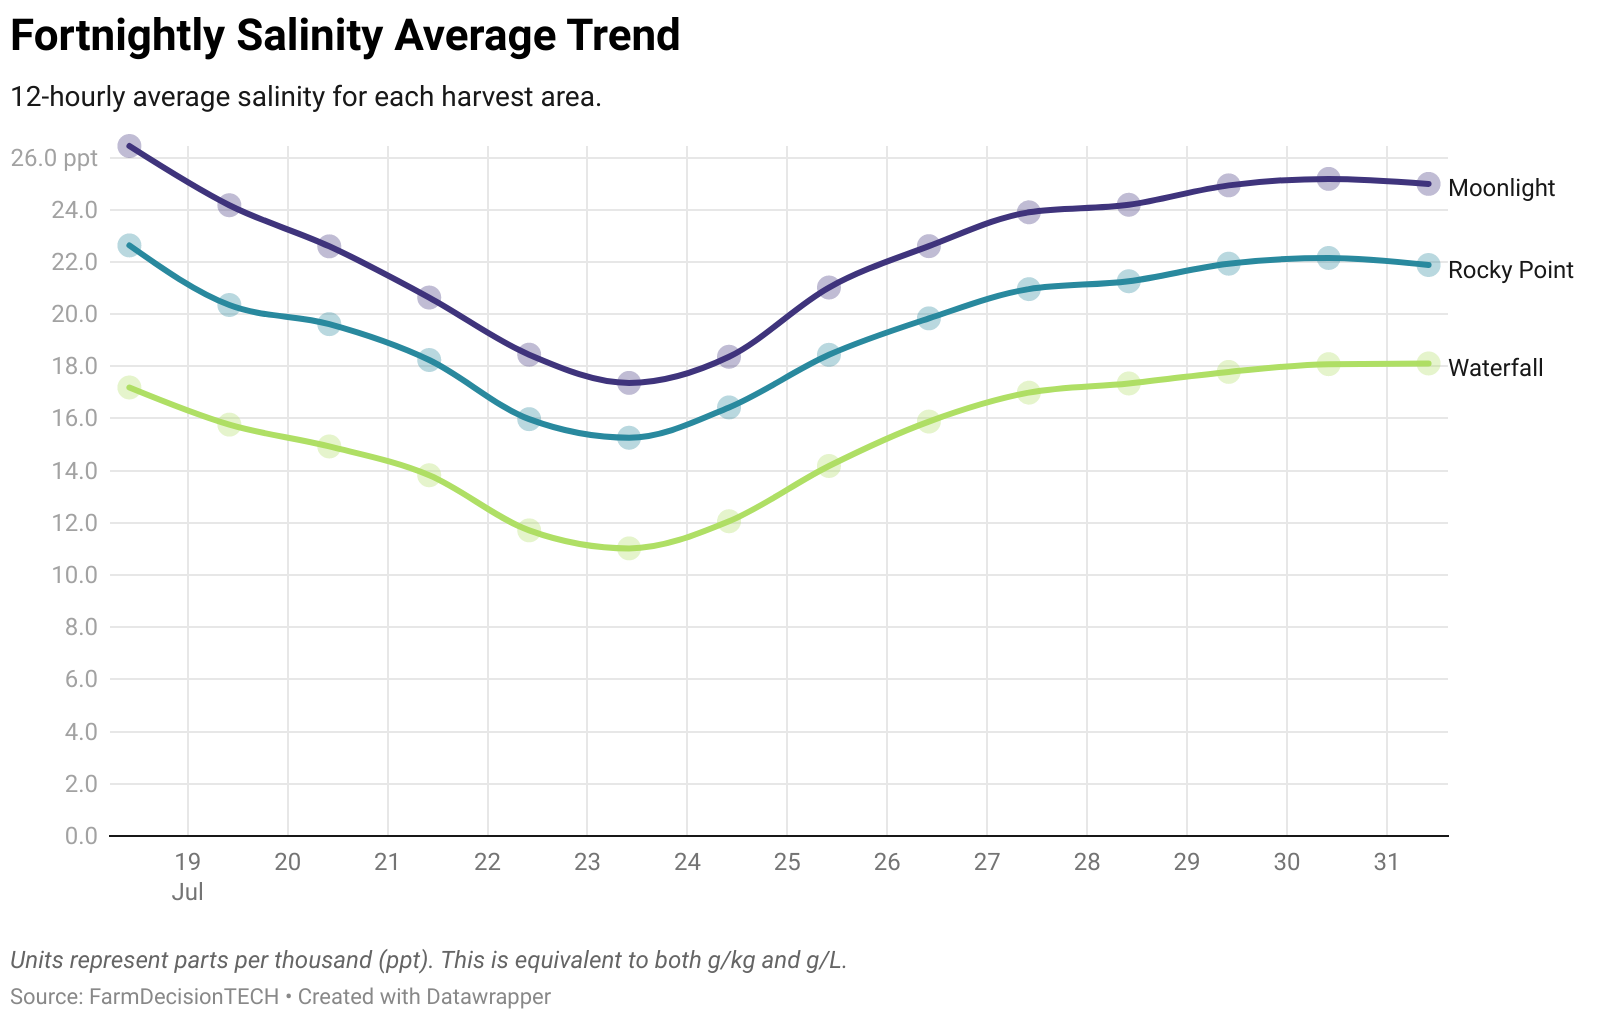 Fortnightly Salinity Average Trend
12-hourly average salinity for each harvest area.
26.0 ppt
24.0
22.0
20.0
18.0
16.0
14.0
12.0
10.0
8.0
6.0
4.0
2.0
0.0
Moonlight
Rocky Point
Waterfall
19 20 21 22 23 24 25 26 27 28 29 30 31
Jul
Units represent parts per thousand (ppt). This is equivalent to both g/kg and g/L.
Source: FarmDecisionTECH • Created with Datawrapper